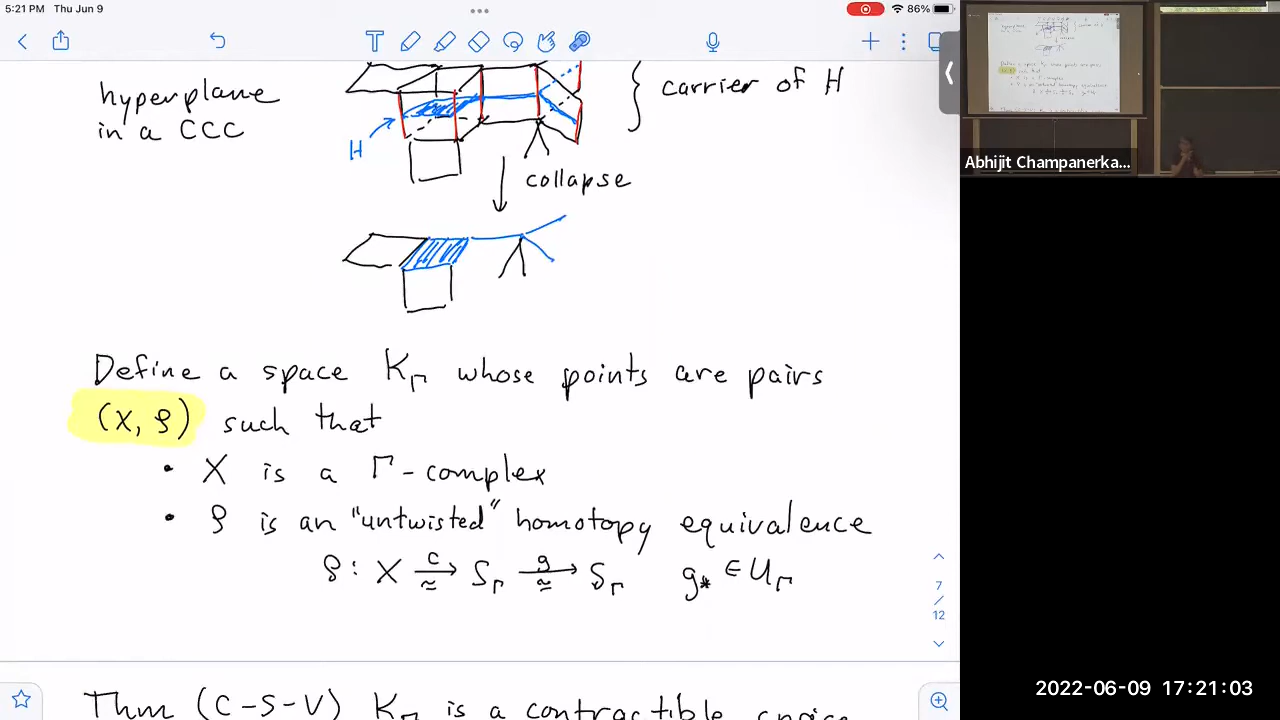 5:21 PM Thu Jun 9
86%
hyperplane
in a CCC
H
carrier of H
collapse
Define a space K_Γ whose points are pairs
(X, ρ) such that
• X is a Γ-complex
• ρ is an "untwisted" homotopy equivalence
ρ: X —c→ ≃ S_Γ —g→ ≃ S_Γ g_* ∈ U_Γ
7
/
12
Thm (C-S-V) K_Γ is a contractible
Abhijit Champanerka...
2022-06-09 17:21:03